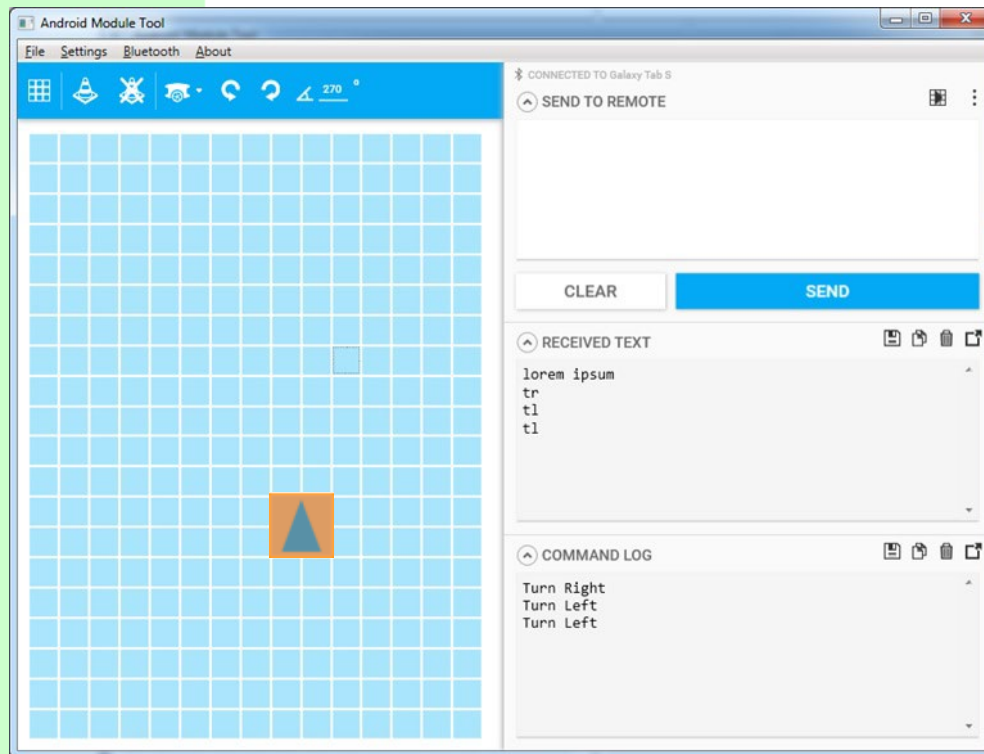 Android Module Tool
File Settings Bluetooth About
270 °
CONNECTED TO Galaxy Tab S
SEND TO REMOTE
CLEAR SEND
RECEIVED TEXT
lorem ipsum
tr
tl
tl
COMMAND LOG
Turn Right
Turn Left
Turn Left